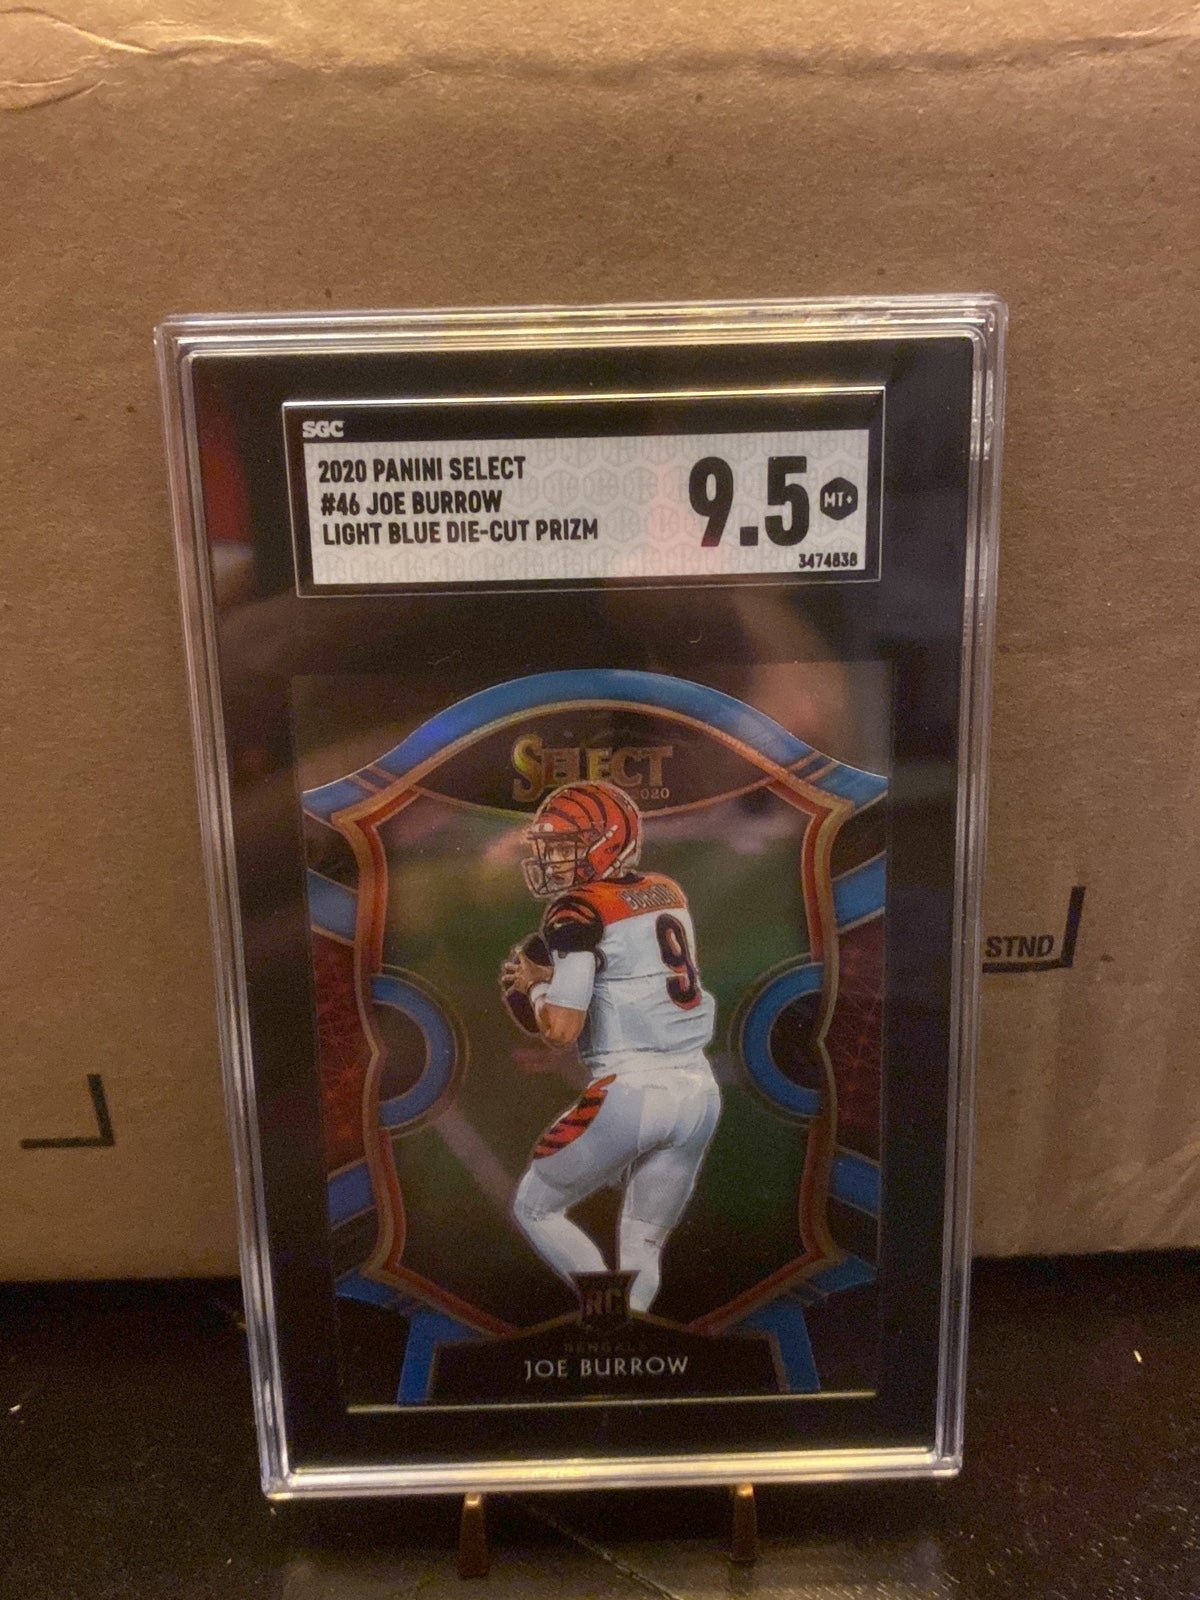 SGC
2020 PANINI SELECT
#46 JOE BURROW
LIGHT BLUE DIE-CUT PRIZM
9.5
MT+
3474838
SELECT
2020
BURROW
9
STND
RC
BENGALS
JOE BURROW